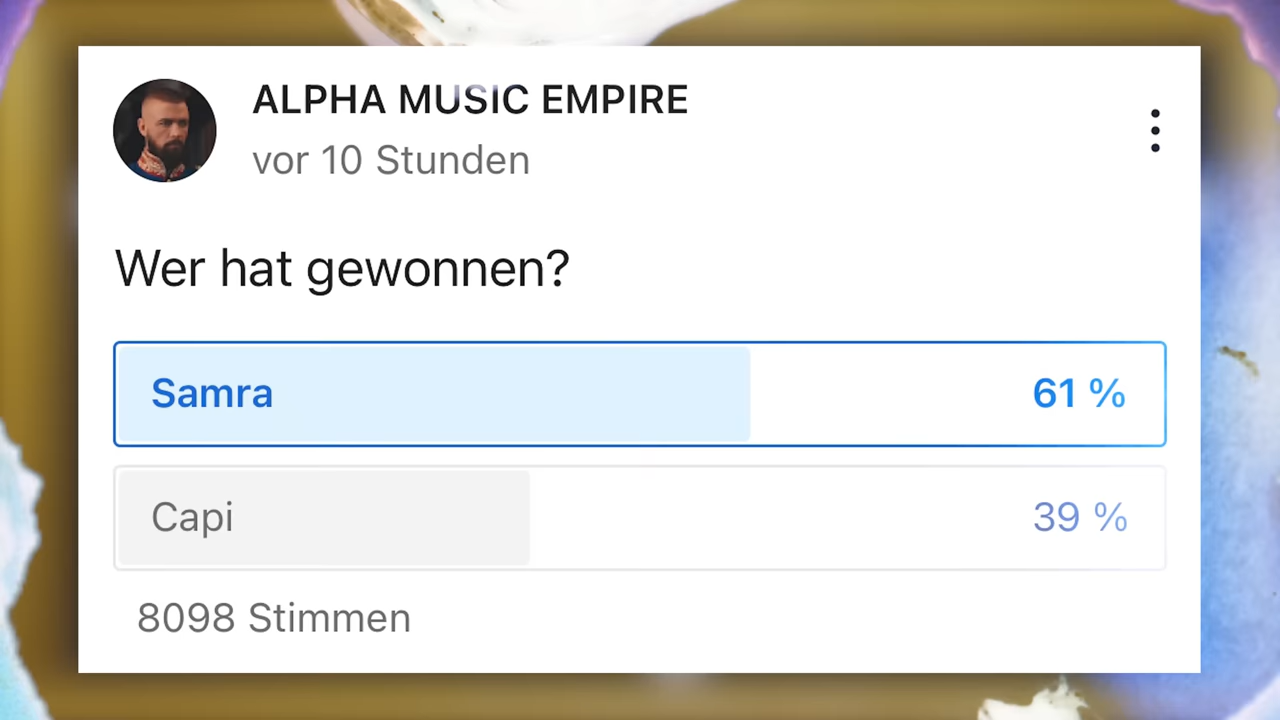 ALPHA MUSIC EMPIRE
vor 10 Stunden
Wer hat gewonnen?
Samra 61 %
Capi 39 %
8098 Stimmen